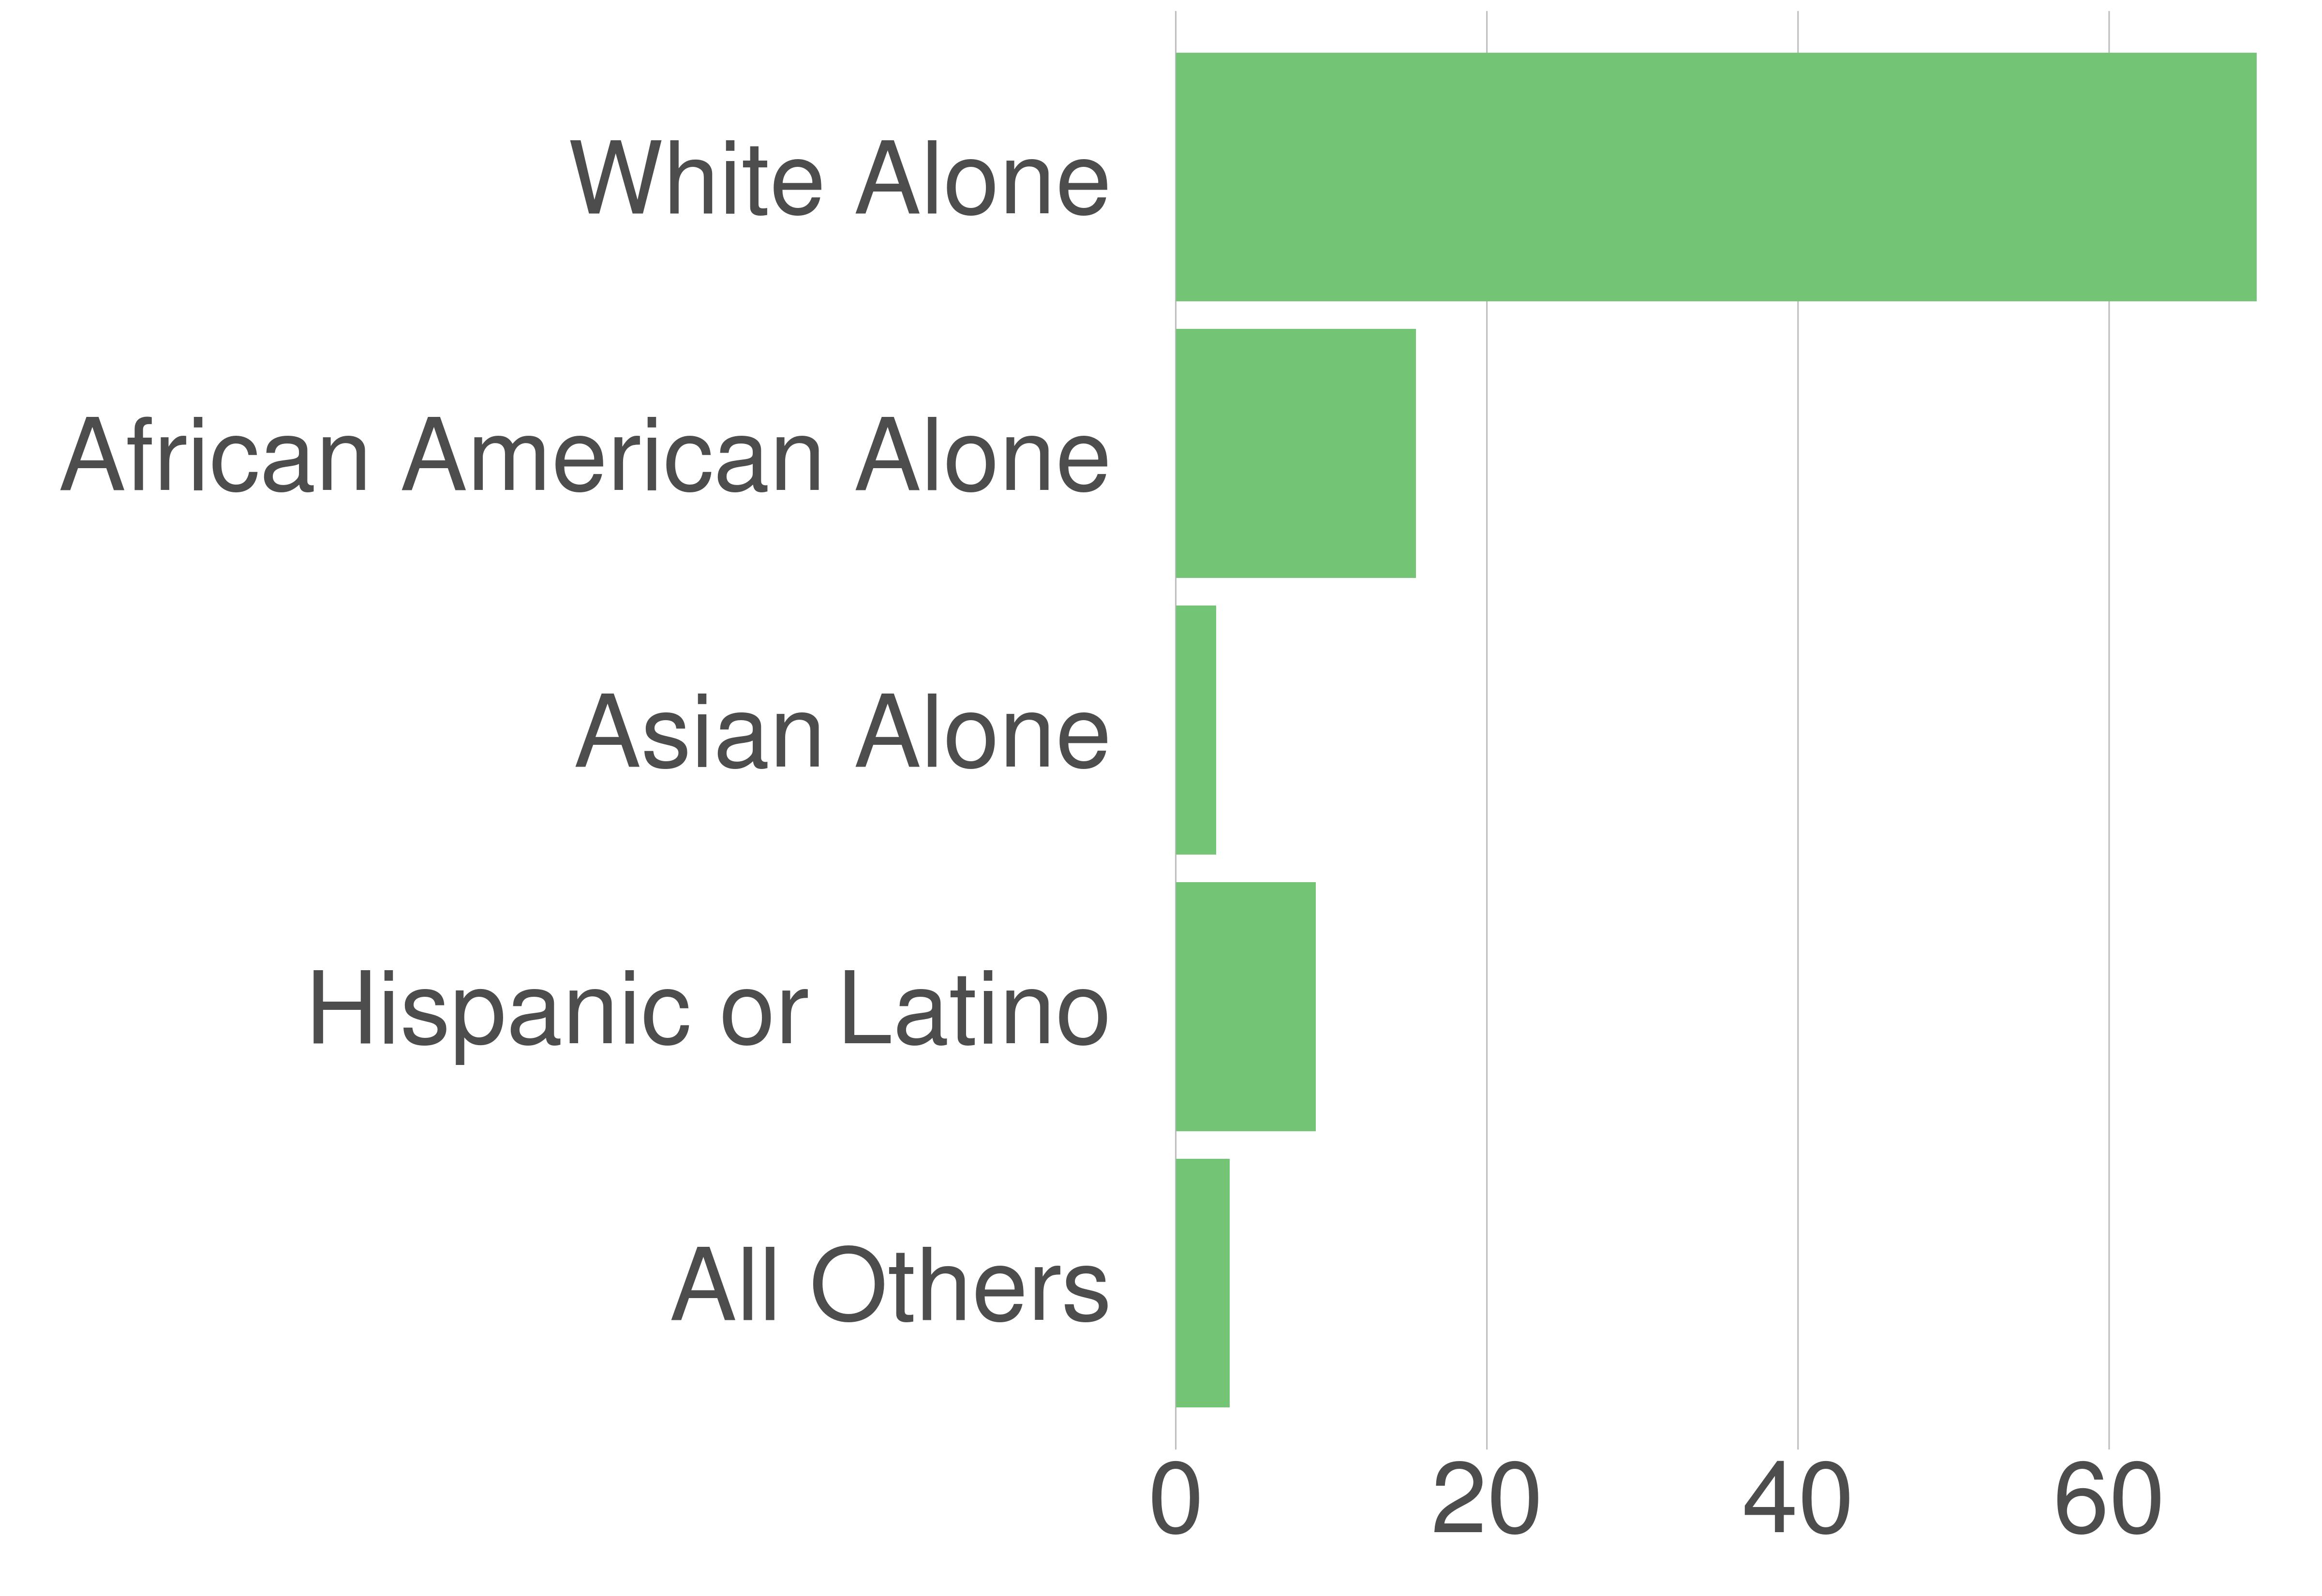 White Alone
African American Alone
Asian Alone
Hispanic or Latino
All Others
0 20 40 60